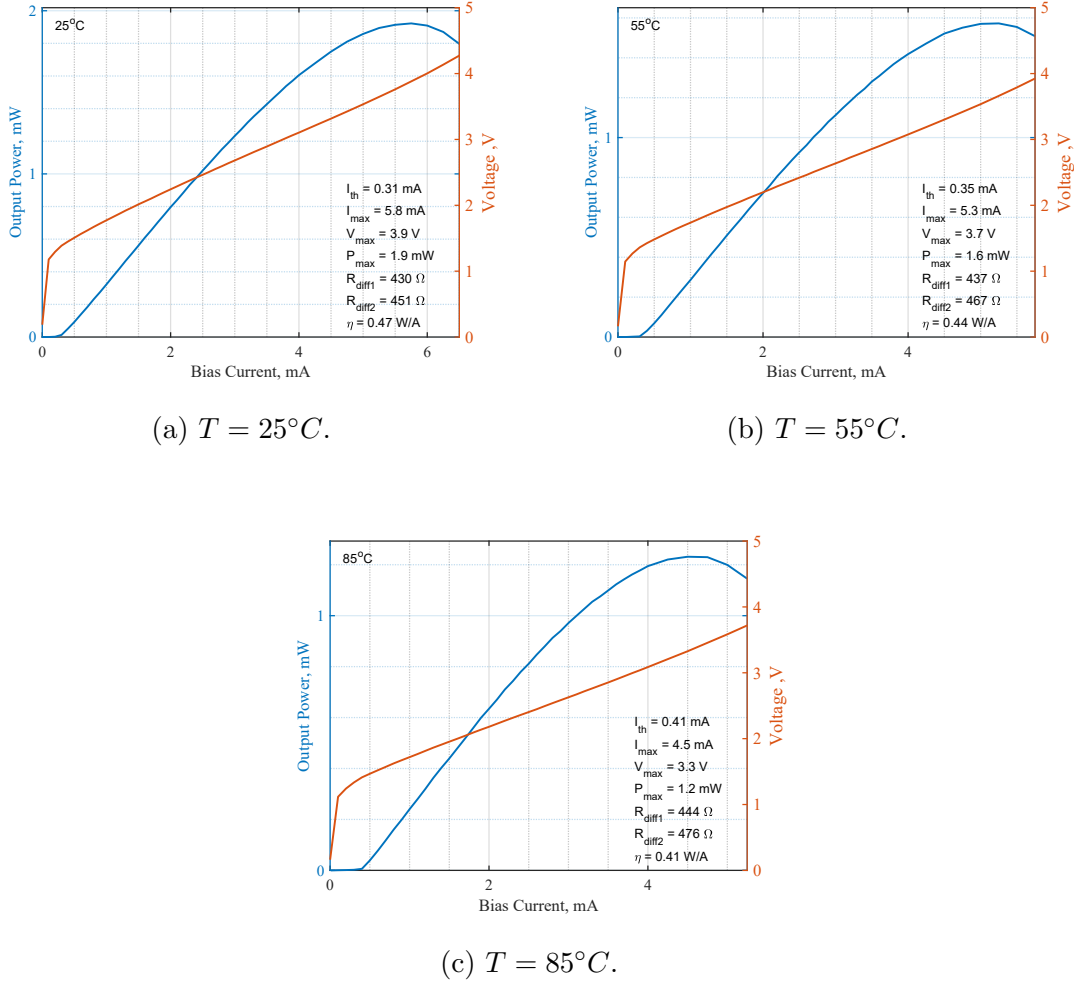 25°C
Output Power, mW
2
1
0
I_th = 0.31 mA
I_max = 5.8 mA
V_max = 3.9 V
P_max = 1.9 mW
R_diff1 = 430 Ω
R_diff2 = 451 Ω
η = 0.47 W/A
5
4
3
2
1
0
Voltage ,V
0 2 4 6
Bias Current, mA
(a) T = 25°C.
55°C
Output Power, mW
1
0
I_th = 0.35 mA
I_max = 5.3 mA
V_max = 3.7 V
P_max = 1.6 mW
R_diff1 = 437 Ω
R_diff2 = 467 Ω
η = 0.44 W/A
5
4
3
2
1
0
Voltage ,V
0 2 4
Bias Current, mA
(b) T = 55°C.
85°C
Output Power, mW
1
0
I_th = 0.41 mA
I_max = 4.5 mA
V_max = 3.3 V
P_max = 1.2 mW
R_diff1 = 444 Ω
R_diff2 = 476 Ω
η = 0.41 W/A
5
4
3
2
1
0
Voltage ,V
0 2 4
Bias Current, mA
(c) T = 85°C.